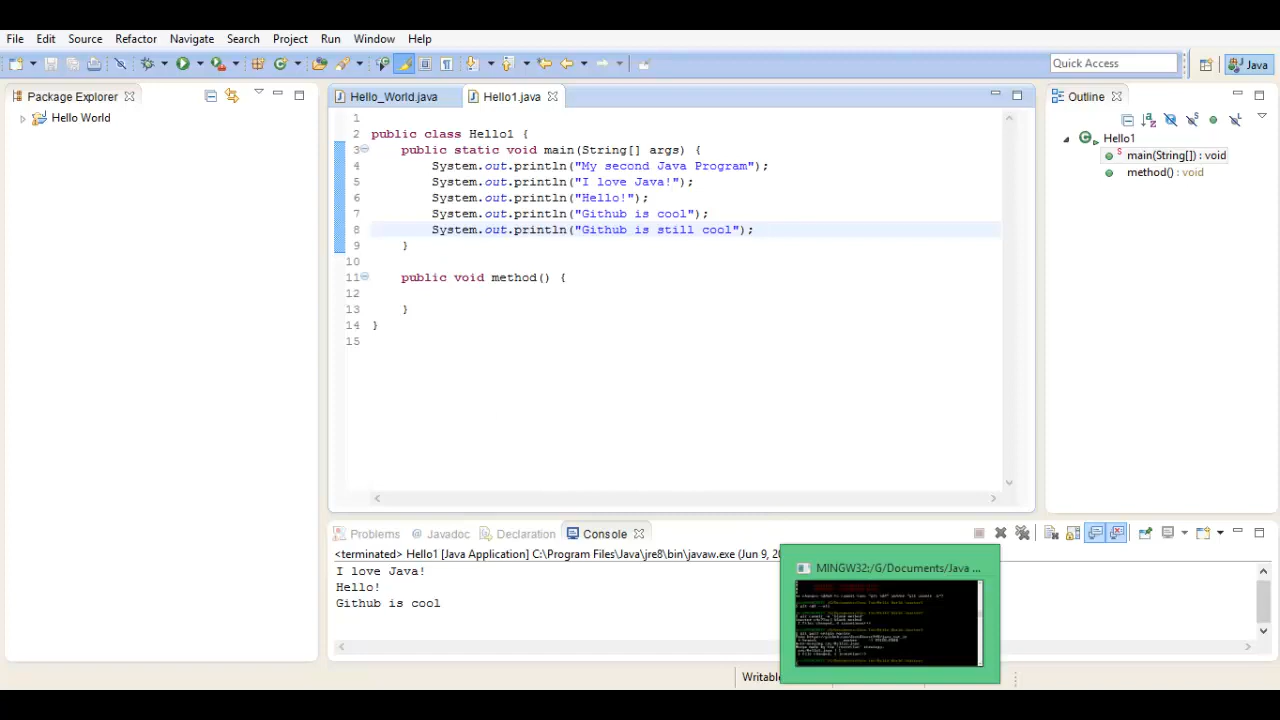 File Edit Source Refactor Navigate Search Project Run Window Help
Quick Access
Java
Package Explorer
Hello World
Hello_World.java
Hello1.java
1
2 public class Hello1 {
3 public static void main(String[] args) {
4 System.out.println("My second Java Program");
5 System.out.println("I love Java!");
6 System.out.println("Hello!");
7 System.out.println("Github is cool");
8 System.out.println("Github is still cool");
9 }
10
11 public void method() {
12
13 }
14 }
15
Outline
Hello1
main(String[]) : void
method() : void
Problems @ Javadoc Declaration Console
<terminated> Hello1 [Java Application] C:\Program Files\Java\jre8\bin\javaw.exe (Jun 9, 20
I love Java!
Hello!
Github is cool
MINGW32:/G/Documents/Java ...
Writable